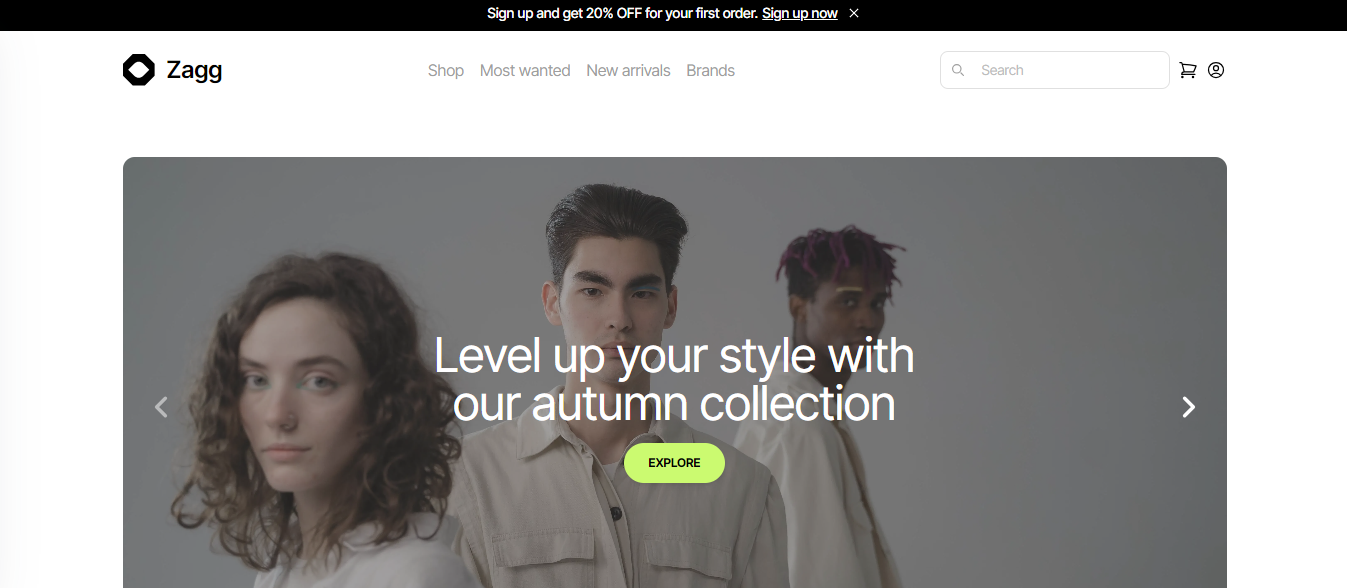 Sign up and get 20% OFF for your first order. Sign up now
Zagg
Shop Most wanted New arrivals Brands
Search
Level up your style with
our autumn collection
EXPLORE